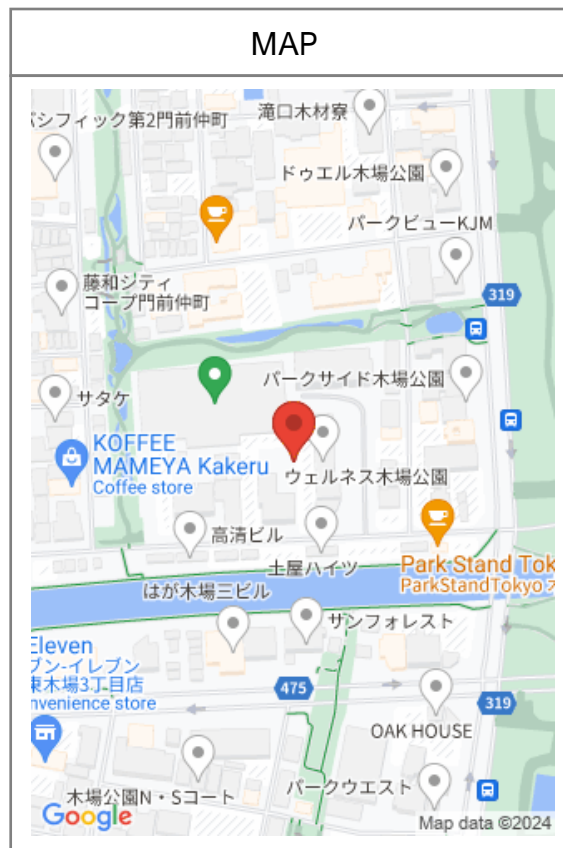 MAP
滝口木材寮
パシフィック第2門前仲町
ドゥエル木場公園
パークビューKJM
藤和シティ
コープ門前仲町
319
パークサイド木場公園
サタケ
KOFFEE
MAMEYA Kakeru
Coffee store
ウェルネス木場公園
高清ビル
土屋ハイツ
Park Stand Tok
ParkStandTokyo ス
はが木場三ビル
サンフォレスト
Eleven
ブン-イレブン
東木場3丁目店
nvenience store
475
319
OAK HOUSE
木場公園N・Sコート
パークウエスト
Google
Map data ©2024